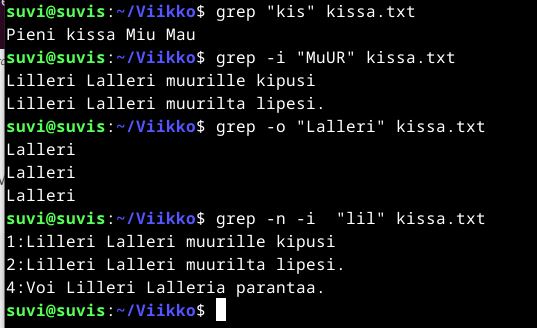 suvi@suvis:~/Viikko$ grep "kis" kissa.txt
Pieni kissa Miu Mau
suvi@suvis:~/Viikko$ grep -i "MuUR" kissa.txt
Lilleri Lalleri muurille kipusi
Lilleri Lalleri muurilta lipesi.
suvi@suvis:~/Viikko$ grep -o "Lalleri" kissa.txt
Lalleri
Lalleri
Lalleri
suvi@suvis:~/Viikko$ grep -n -i  "lil" kissa.txt
1:Lilleri Lalleri muurille kipusi
2:Lilleri Lalleri muurilta lipesi.
4:Voi Lilleri Lalleria parantaa.
suvi@suvis:~/Viikko$